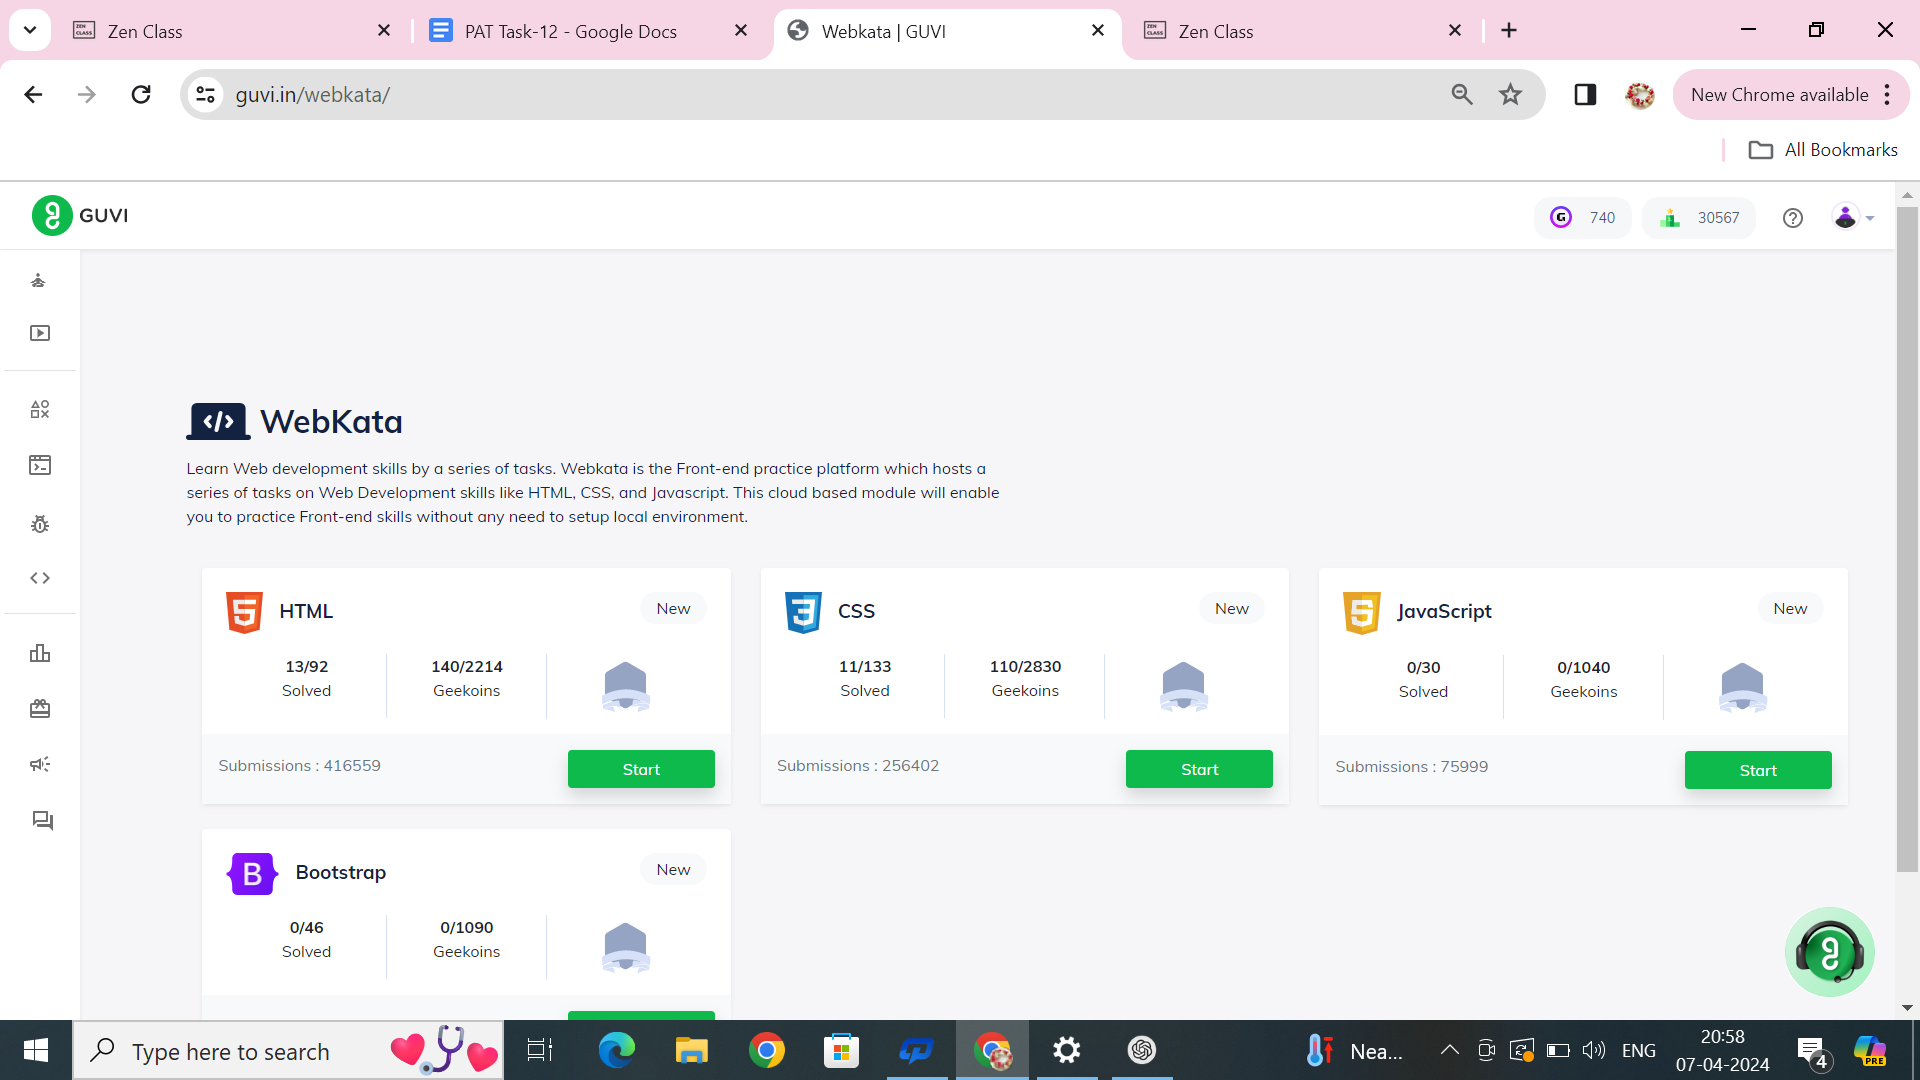 Zen Class
PAT Task-12 - Google Docs
Webkata | GUVI
Zen Class
guvi.in/webkata/
New Chrome available
All Bookmarks
GUVI
740
30567
WebKata
Learn Web development skills by a series of tasks. Webkata is the Front-end practice platform which hosts a
series of tasks on Web Development skills like HTML, CSS, and Javascript. This cloud based module will enable
you to practice Front-end skills without any need to setup local environment.
HTML
New
13/92
Solved
140/2214
Geekoins
Submissions : 416559
Start
CSS
New
11/133
Solved
110/2830
Geekoins
Submissions : 256402
Start
JavaScript
New
0/30
Solved
0/1040
Geekoins
Submissions : 75999
Start
Bootstrap
New
0/46
Solved
0/1090
Geekoins
Type here to search
Nea...
ENG
20:58
07-04-2024
4
PRE